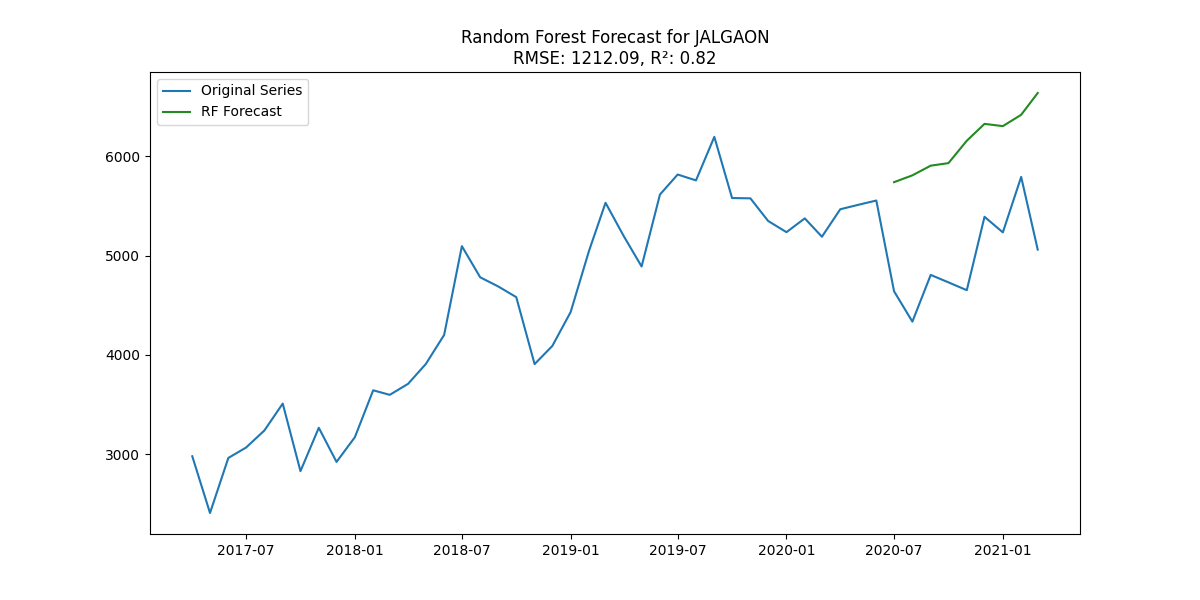 Random Forest Forecast for JALGAON
RMSE: 1212.09, R²: 0.82
Original Series
RF Forecast
6000
5000
4000
3000
2017-07 2018-01 2018-07 2019-01 2019-07 2020-01 2020-07 2021-01